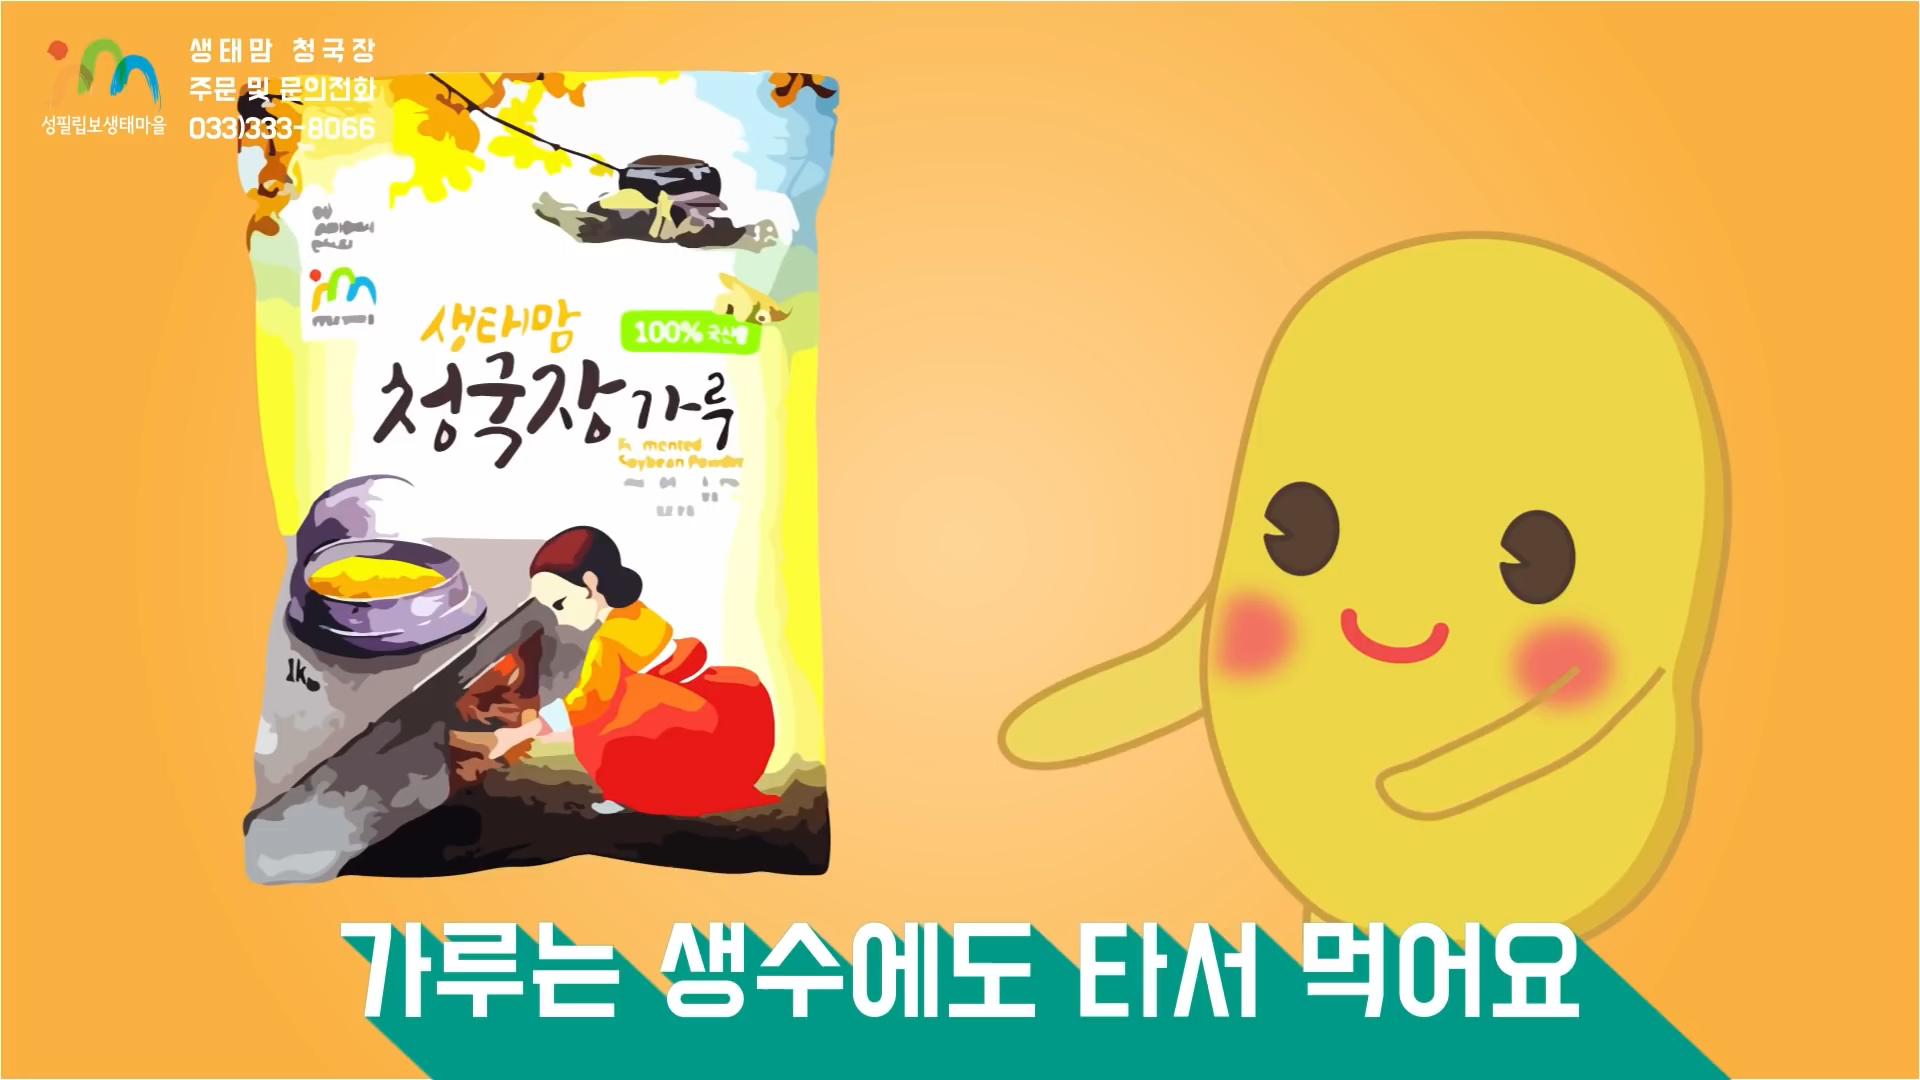 생태맘 청국장
주문 및 문의전화
033)333-8066
성필립보생태마을
생태맘
100% 국산콩
청국장가루
Soybean Powder
가루는 생수에도 타서 먹어요